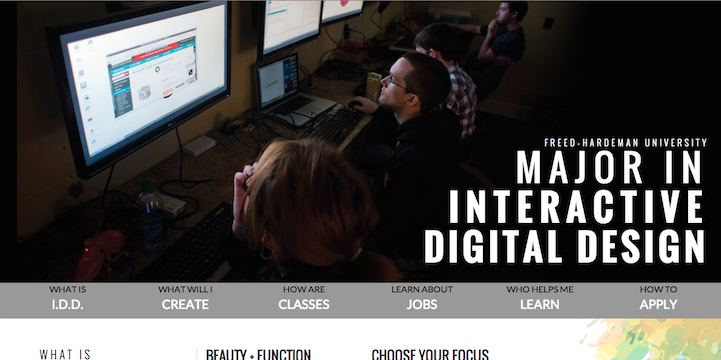 FREED-HARDEMAN UNIVERSITY
MAJOR IN
INTERACTIVE
DIGITAL DESIGN
WHAT IS
I.D.D.
WHAT WILL I
CREATE
HOW ARE
CLASSES
LEARN ABOUT
JOBS
WHO HELPS ME
LEARN
HOW TO
APPLY
WHAT IS
BEAUTY + FUNCTION
CHOOSE YOUR FOCUS